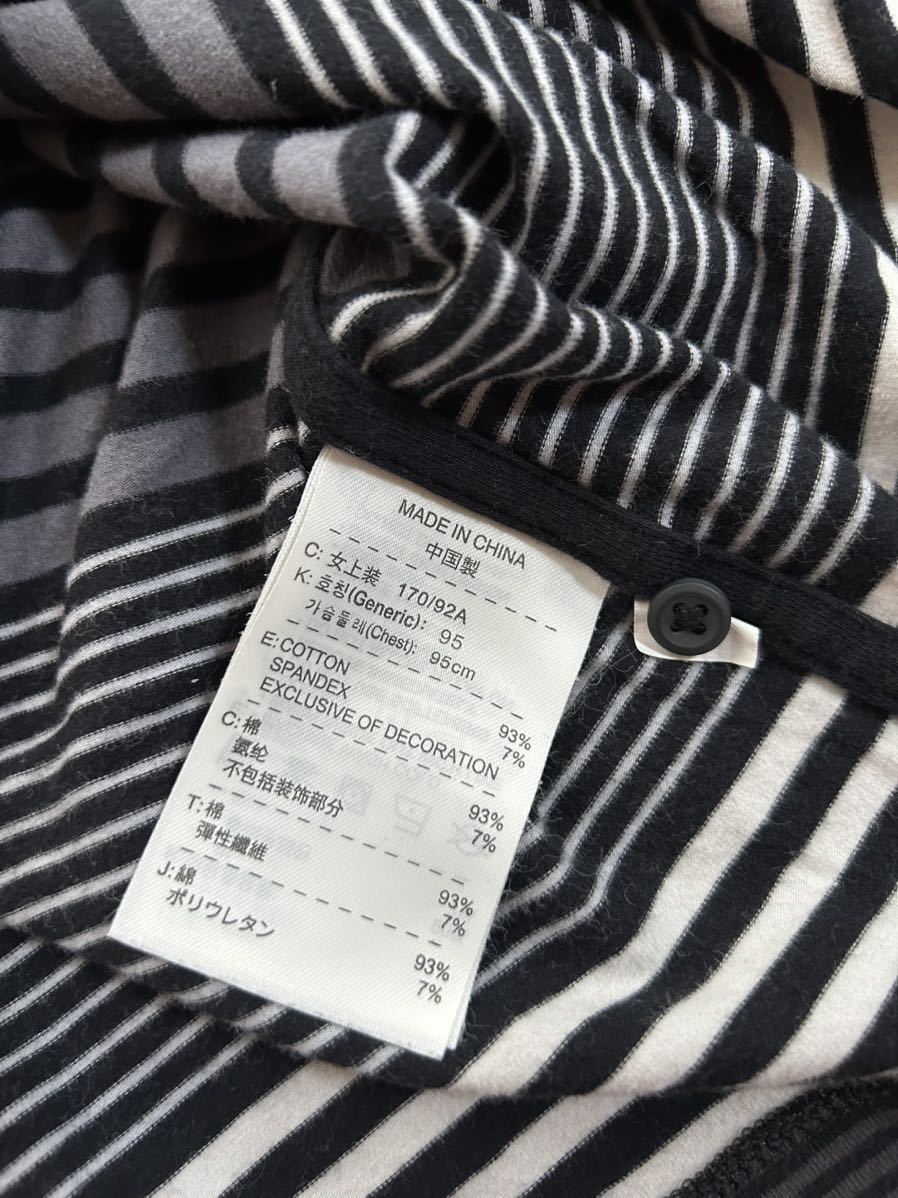 MADE IN CHINA
中国製
C: 女上装 170/92A
K: 호칭(Generic): 95
가슴둘레(Chest): 95cm
E: COTTON 93%
SPANDEX 7%
EXCLUSIVE OF DECORATION
C: 棉 93%
氨纶 7%
不包括装饰部分
T: 棉 93%
彈性纖維 7%
J: 綿 93%
ポリウレタン 7%